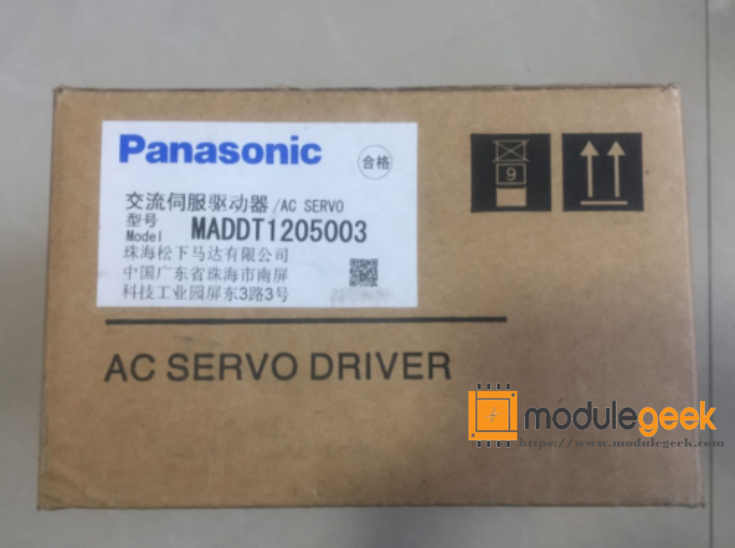 Panasonic
合格
交流伺服驱动器/AC SERVO
型号
Model MADDT1205003
珠海松下马达有限公司
中国广东省珠海市南屏
科技工业园屏东3路3号
9
AC SERVO DRIVER
modulegeek
https://www.modulegeek.com